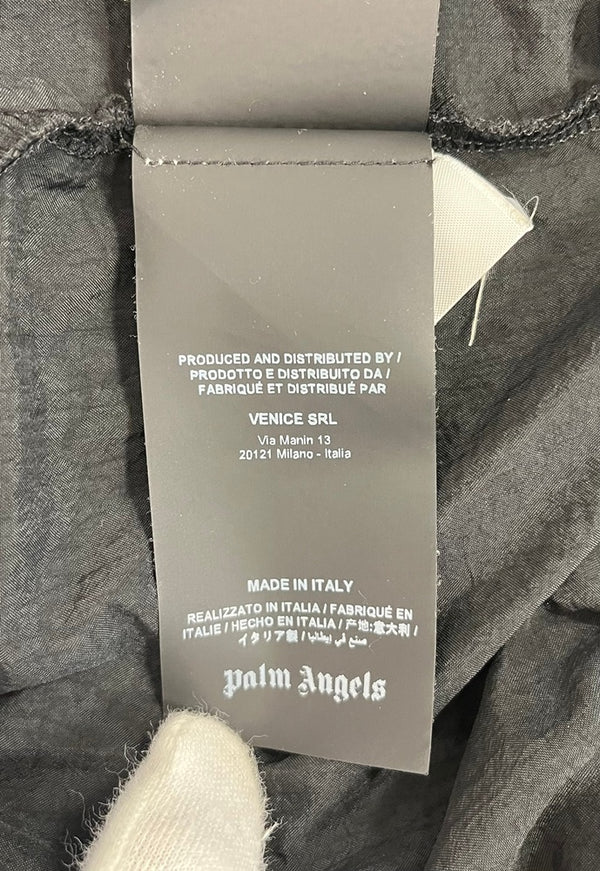 PRODUCED AND DISTRIBUTED BY /
PRODOTTO E DISTRIBUITO DA /
FABRIQUÉ ET DISTRIBUÉ PAR
VENICE SRL
Via Manin 13
20121 Milano - Italia
MADE IN ITALY
REALIZZATO IN ITALIA / FABRIQUÉ EN
ITALIE / HECHO EN ITALIA / 产地:意大利 /
イタリア製 / صنع في إيطاليا /
Palm Angels